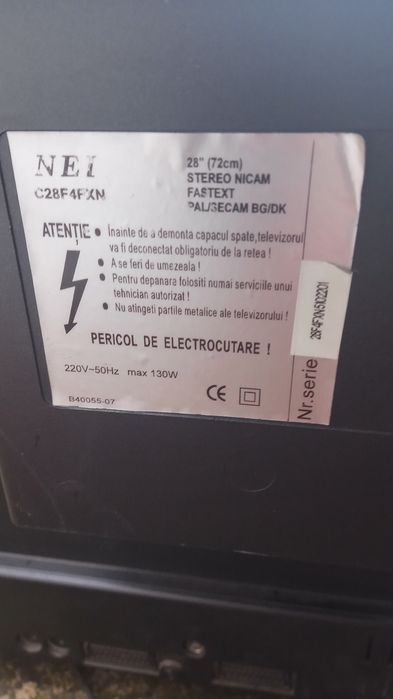 NEI
C28F4FXN
28" (72cm)
STEREO NICAM
FASTEXT
PAL/SECAM BG/DK
ATENȚIE
• Inainte de a demonta capacul spate, televizorul
va fi deconectat obligatoriu de la retea !
• A se feri de umezeala !
• Pentru depanare folositi numai serviciile unui
tehnician autorizat !
• Nu atingeti partile metalice ale televizorului !
PERICOL DE ELECTROCUTARE !
220V~50Hz max 130W
CE
B40055-07
Nr.serie
28F4FXN5102201